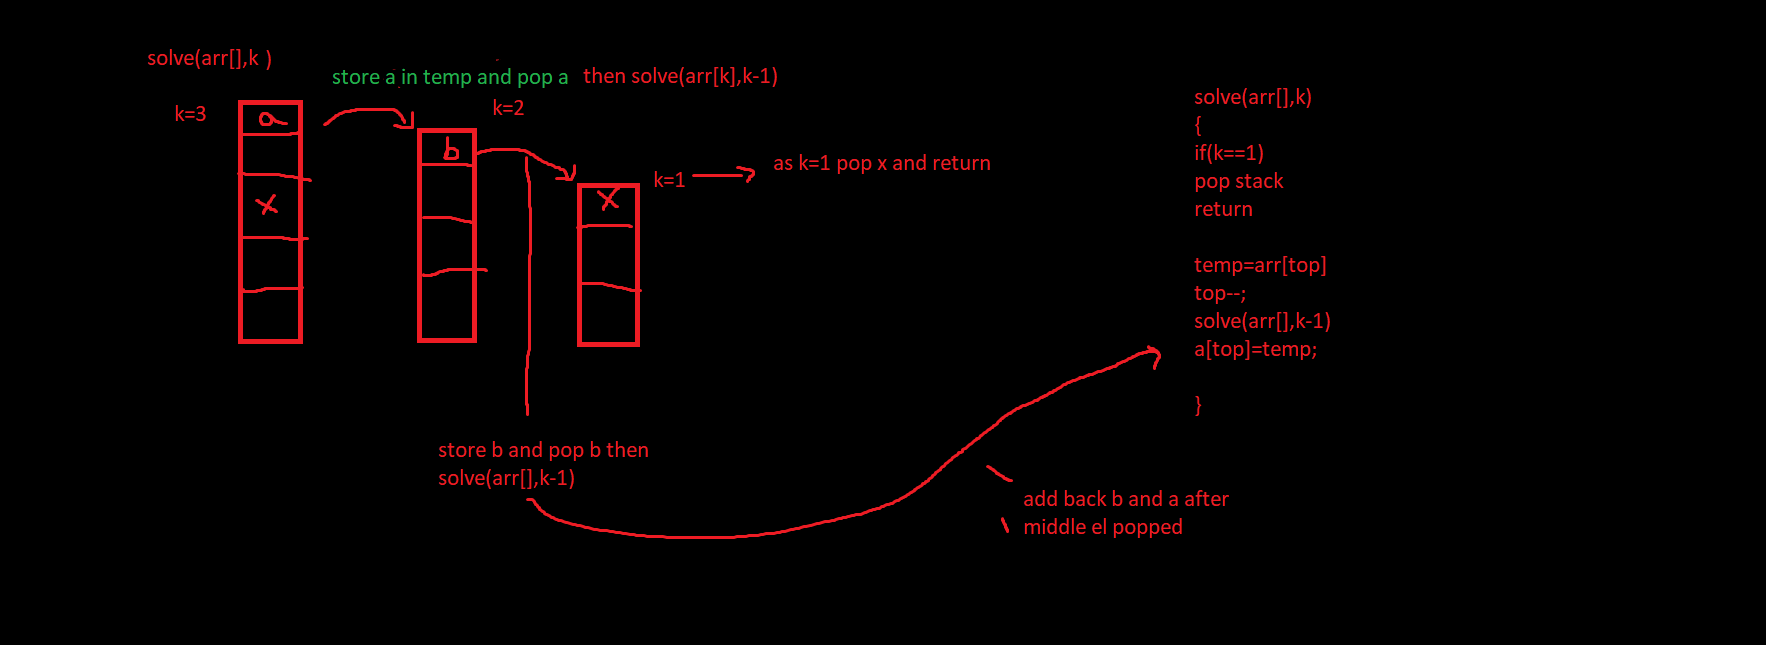 solve(arr[],k )
store a in temp and pop a then solve(arr[k],k-1)
k=3
a
x
k=2
b
k=1
x
as k=1 pop x and return
store b and pop b then
solve(arr[],k-1)
add back b and a after
middle el popped
solve(arr[],k)
{
if(k==1)
pop stack
return
temp=arr[top]
top--;
solve(arr[],k-1)
a[top]=temp;
}